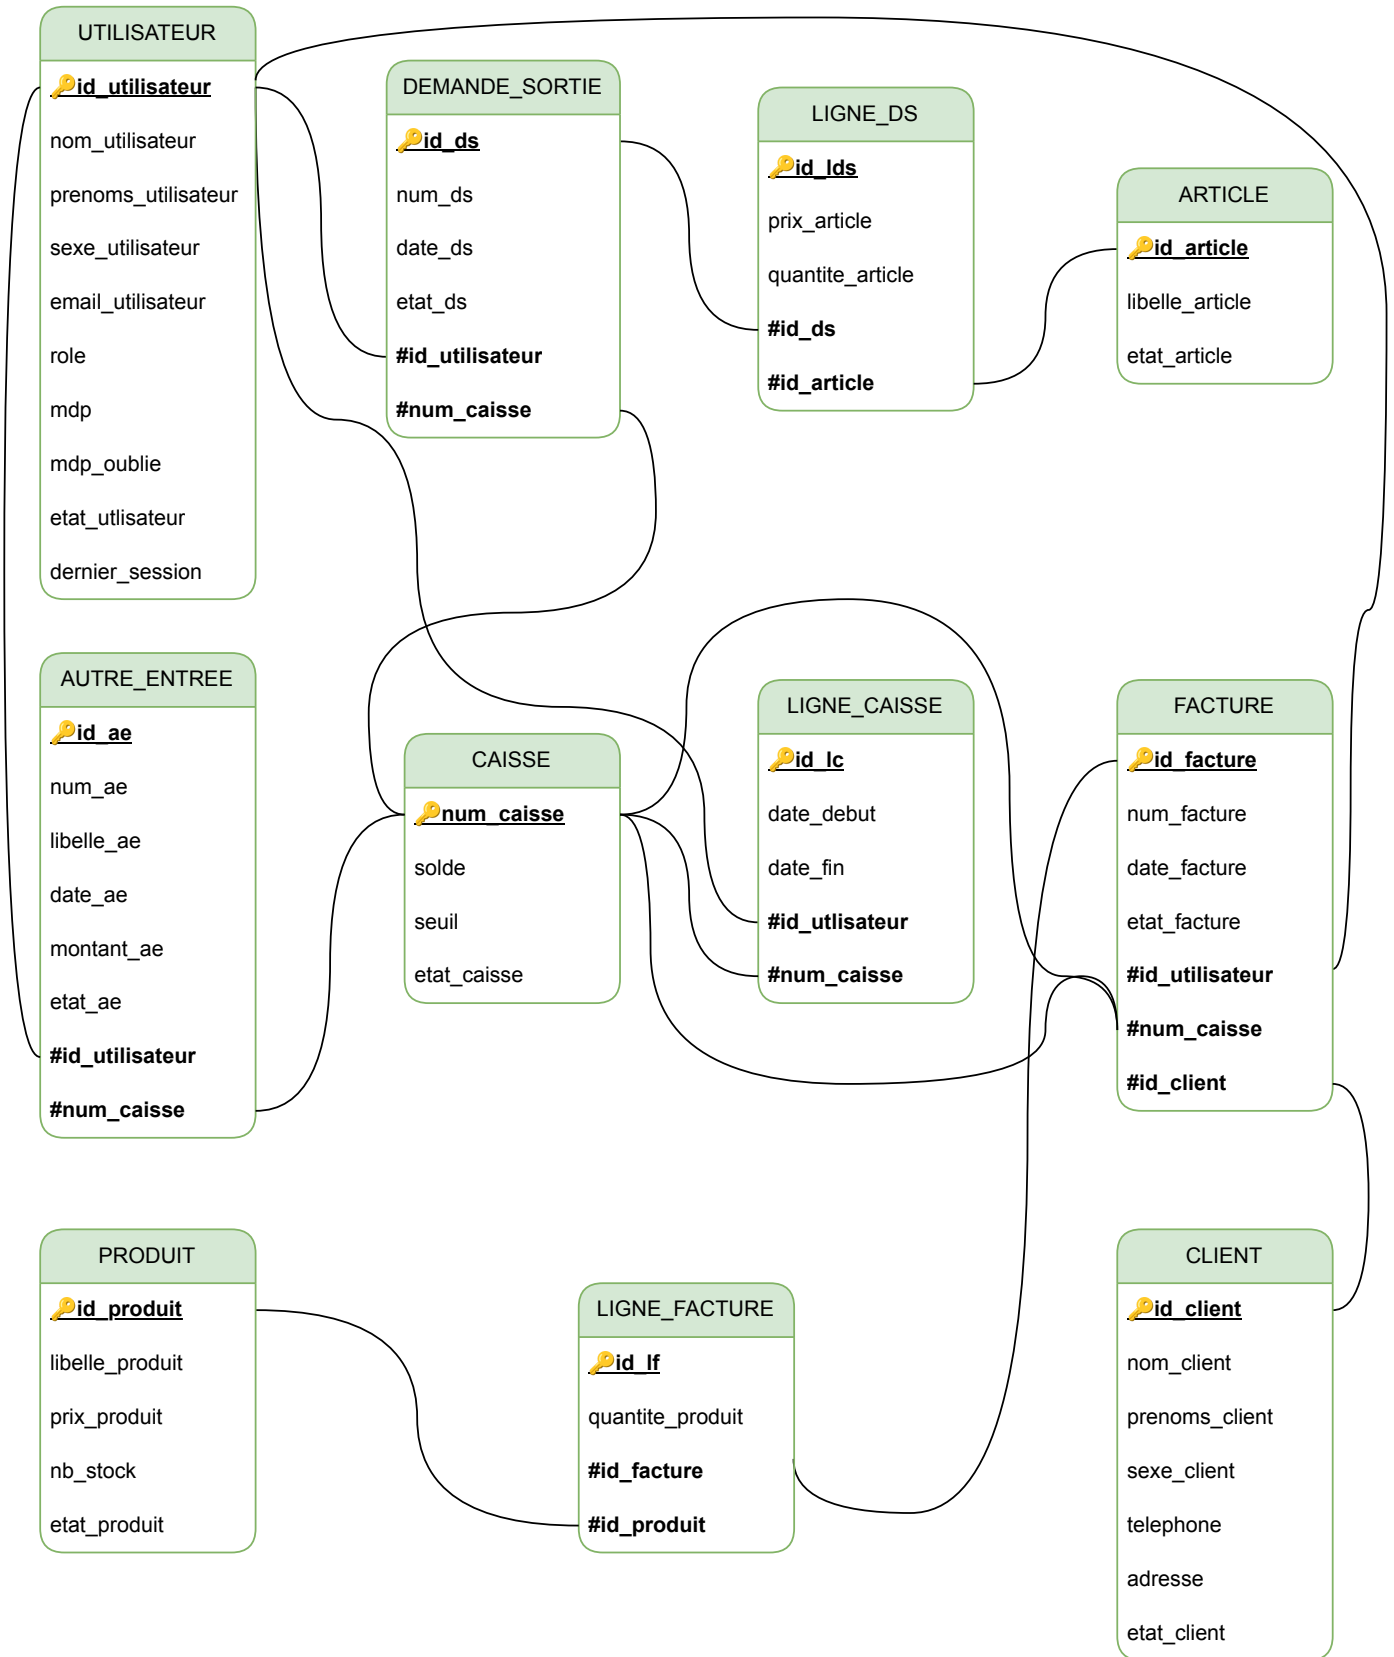 UTILISATEUR
id_utilisateur
nom_utilisateur
prenoms_utilisateur
sexe_utilisateur
email_utilisateur
role
mdp
mdp_oublie
etat_utlisateur
dernier_session
DEMANDE_SORTIE
id_ds
num_ds
date_ds
etat_ds
#id_utilisateur
#num_caisse
LIGNE_DS
id_lds
prix_article
quantite_article
#id_ds
#id_article
ARTICLE
id_article
libelle_article
etat_article
AUTRE_ENTREE
id_ae
num_ae
libelle_ae
date_ae
montant_ae
etat_ae
#id_utilisateur
#num_caisse
CAISSE
num_caisse
solde
seuil
etat_caisse
LIGNE_CAISSE
id_lc
date_debut
date_fin
#id_utlisateur
#num_caisse
FACTURE
id_facture
num_facture
date_facture
etat_facture
#id_utilisateur
#num_caisse
#id_client
PRODUIT
id_produit
libelle_produit
prix_produit
nb_stock
etat_produit
LIGNE_FACTURE
id_lf
quantite_produit
#id_facture
#id_produit
CLIENT
id_client
nom_client
prenoms_client
sexe_client
telephone
adresse
etat_client